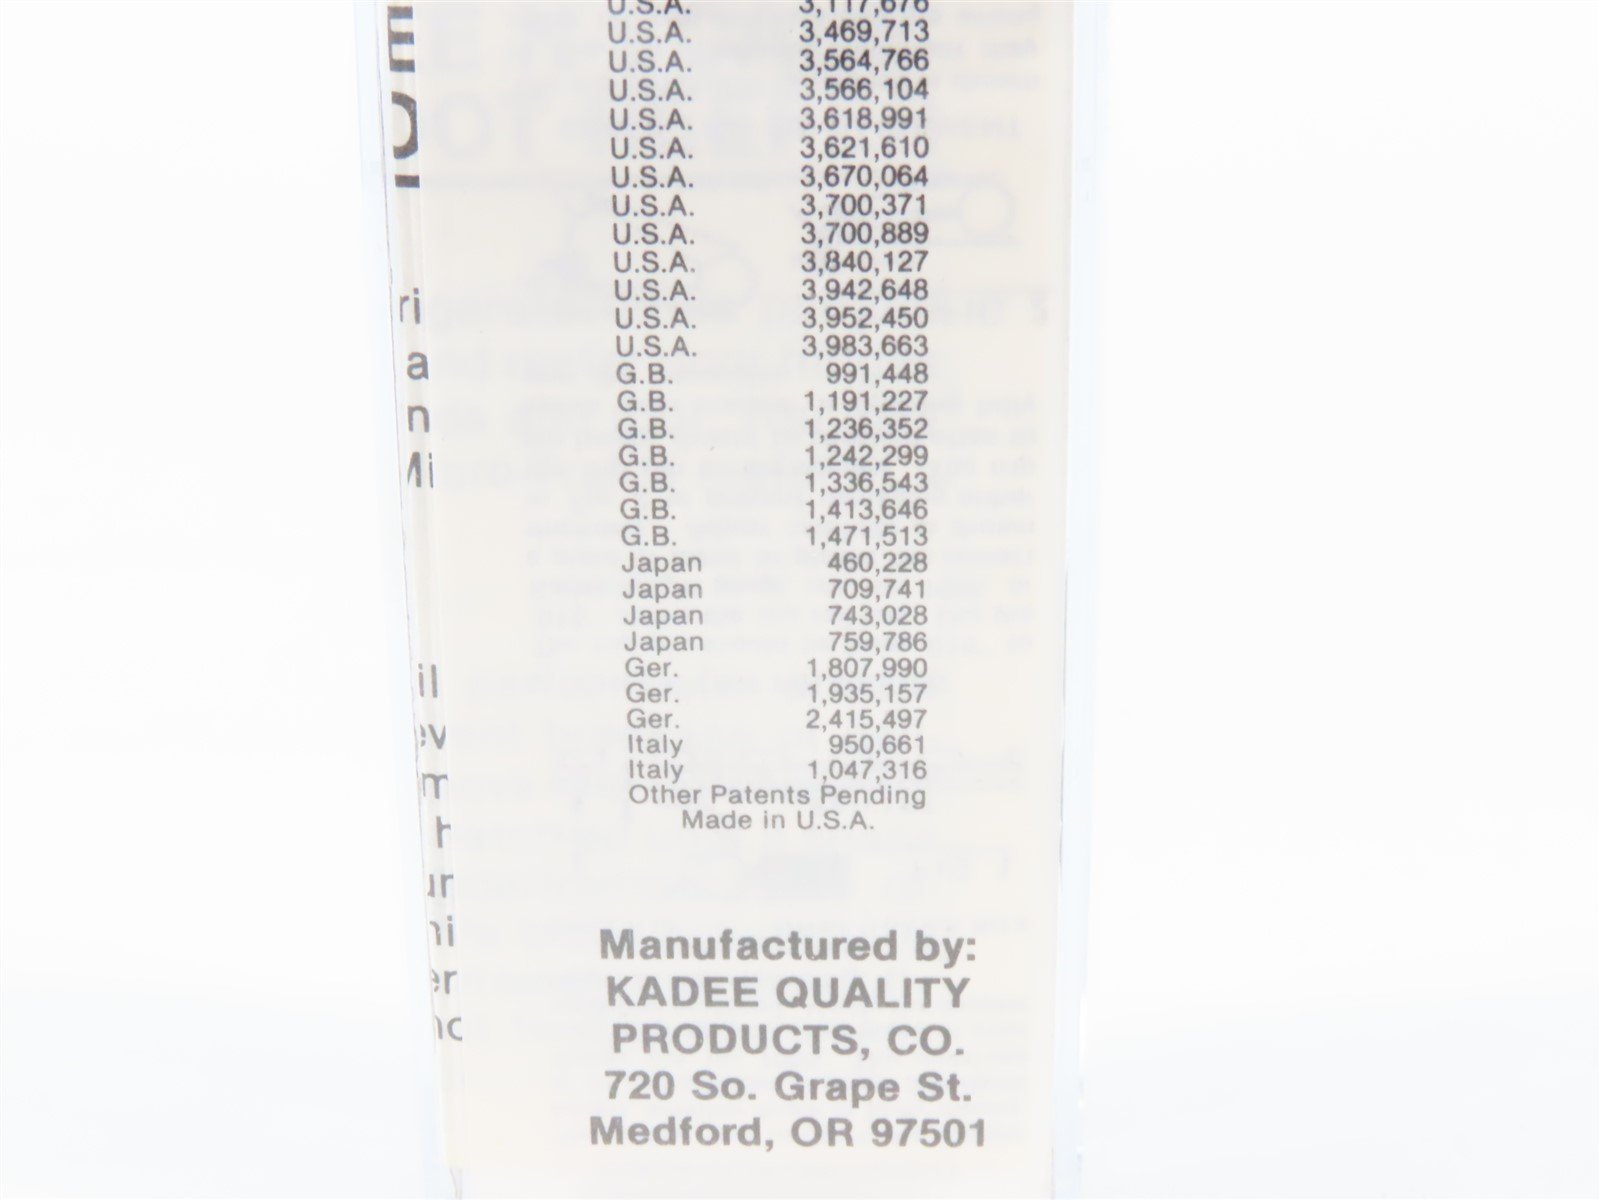 U.S.A. 3,117,676
U.S.A. 3,469,713
U.S.A. 3,564,766
U.S.A. 3,566,104
U.S.A. 3,618,991
U.S.A. 3,621,610
U.S.A. 3,670,064
U.S.A. 3,700,371
U.S.A. 3,700,889
U.S.A. 3,840,127
U.S.A. 3,942,648
U.S.A. 3,952,450
U.S.A. 3,983,663
G.B. 991,448
G.B. 1,191,227
G.B. 1,236,352
G.B. 1,242,299
G.B. 1,336,543
G.B. 1,413,646
G.B. 1,471,513
Japan 460,228
Japan 709,741
Japan 743,028
Japan 759,786
Ger. 1,807,990
Ger. 1,935,157
Ger. 2,415,497
Italy 950,661
Italy 1,047,316
Other Patents Pending
Made in U.S.A.
Manufactured by:
KADEE QUALITY
PRODUCTS, CO.
720 So. Grape St.
Medford, OR 97501